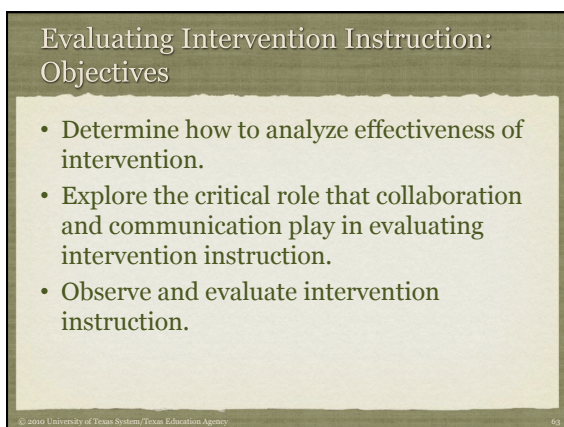 Evaluating Intervention Instruction:
Objectives
• Determine how to analyze effectiveness of
intervention.
• Explore the critical role that collaboration
and communication play in evaluating
intervention instruction.
• Observe and evaluate intervention
instruction.
© 2010 University of Texas System/Texas Education Agency
63